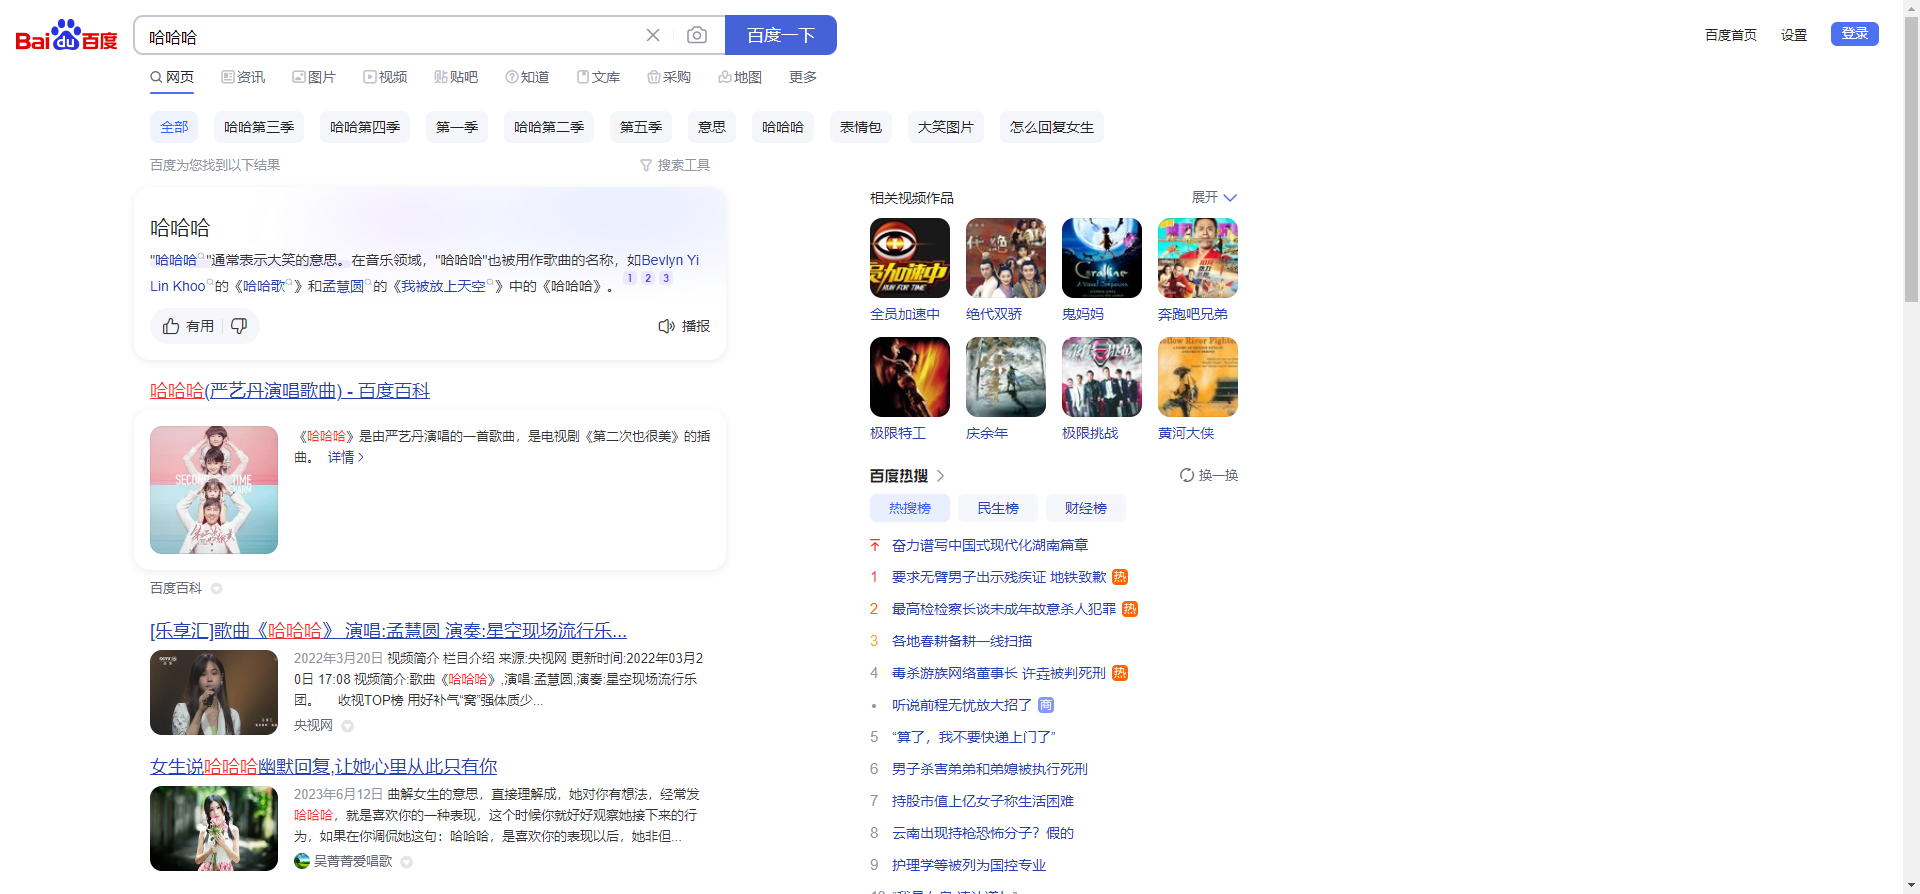 Bai du 百度
哈哈哈
百度一下
百度首页 设置 登录
网页 资讯 图片 视频 贴吧 知道 文库 采购 地图 更多
全部 哈哈第三季 哈哈第四季 第一季 哈哈第二季 第五季 意思 哈哈哈 表情包 大笑图片 怎么回复女生
百度为您找到以下结果 搜索工具
哈哈哈
"哈哈哈"通常表示大笑的意思。在音乐领域，"哈哈哈"也被用作歌曲的名称，如Bevlyn Yi
Lin Khoo的《哈哈歌》和孟慧圆的《我被放上天空》中的《哈哈哈》。 1 2 3
有用 播报
哈哈哈(严艺丹演唱歌曲) - 百度百科
《哈哈哈》是由严艺丹演唱的一首歌曲，是电视剧《第二次也很美》的插
曲。 详情
百度百科
[乐享汇]歌曲《哈哈哈》 演唱:孟慧圆 演奏:星空现场流行乐...
2022年3月20日 视频简介 栏目介绍 来源:央视网 更新时间:2022年03月2
0日 17:08 视频简介:歌曲《哈哈哈》,演唱:孟慧圆,演奏:星空现场流行乐
团。 收视TOP榜 用好补气“窝”强体质少...
央视网
女生说哈哈哈幽默回复,让她心里从此只有你
2023年6月12日 曲解女生的意思，直接理解成，她对你有想法，经常发
哈哈哈，就是喜欢你的一种表现，这个时候你就好好观察她接下来的行
为，如果在你调侃她这句：哈哈哈，是喜欢你的表现以后，她非但...
吴菁菁爱唱歌
相关视频作品 展开
全员加速中 绝代双骄 鬼妈妈 奔跑吧兄弟
极限特工 庆余年 极限挑战 黄河大侠
百度热搜 换一换
热搜榜 民生榜 财经榜
奋力谱写中国式现代化湖南篇章
1 要求无臂男子出示残疾证 地铁致歉 热
2 最高检检察长谈未成年故意杀人犯罪 热
3 各地春耕备耕一线扫描
4 毒杀游族网络董事长 许垚被判死刑 热
• 听说前程无忧放大招了 商
5 “算了，我不要快递上门了”
6 男子杀害弟弟和弟媳被执行死刑
7 持股市值上亿女子称生活困难
8 云南出现持枪恐怖分子？假的
9 护理学等被列为国控专业